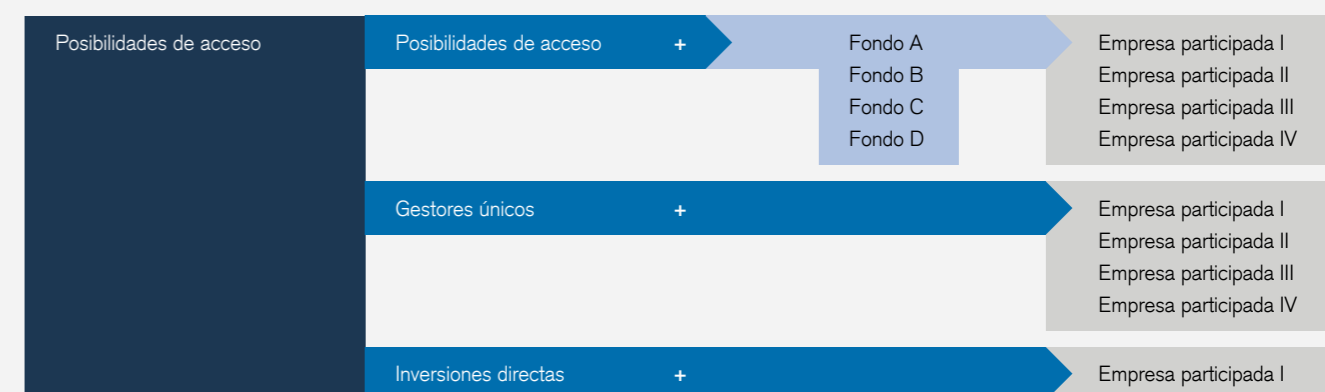 Posibilidades de acceso
Posibilidades de acceso +
Fondo A
Fondo B
Fondo C
Fondo D
Empresa participada I
Empresa participada II
Empresa participada III
Empresa participada IV
Gestores únicos +
Empresa participada I
Empresa participada II
Empresa participada III
Empresa participada IV
Inversiones directas +
Empresa participada I